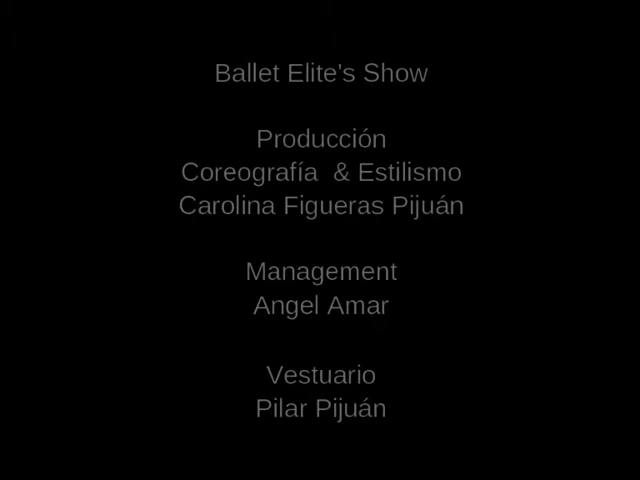 Ballet Elite's Show
Producción
Coreografía & Estilismo
Carolina Figueras Pijuán
Management
Angel Amar
Vestuario
Pilar Pijuán